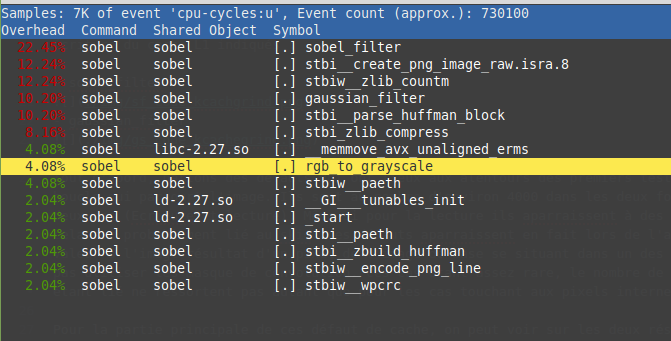 Samples: 7K of event 'cpu-cycles:u', Event count (approx.): 730100
Overhead Command Shared Object Symbol
22.45% sobel sobel [.] sobel_filter
12.24% sobel sobel [.] stbi__create_png_image_raw.isra.8
12.24% sobel sobel [.] stbiw__zlib_countm
10.20% sobel sobel [.] gaussian_filter
10.20% sobel sobel [.] stbi__parse_huffman_block
8.16% sobel sobel [.] stbi_zlib_compress
4.08% sobel libc-2.27.so [.] __memmove_avx_unaligned_erms
4.08% sobel sobel [.] rgb_to_grayscale
4.08% sobel sobel [.] stbiw__paeth
2.04% sobel ld-2.27.so [.] __GI___tunables_init
2.04% sobel ld-2.27.so [.] _start
2.04% sobel sobel [.] stbi__paeth
2.04% sobel sobel [.] stbi__zbuild_huffman
2.04% sobel sobel [.] stbiw__encode_png_line
2.04% sobel sobel [.] stbiw__wpcrc